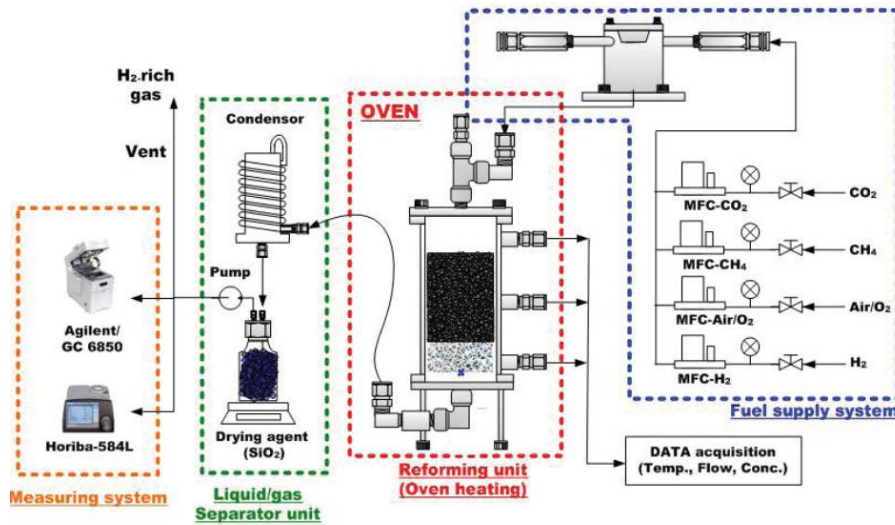 H2-rich
gas
Vent
Condensor
OVEN
Pump
Agilent/
GC 6850
Horiba-584L
Drying agent
(SiO2)
MFC-CO2
CO2
MFC-CH4
CH4
MFC-Air/O2
Air/O2
MFC-H2
H2
Fuel supply system
DATA acquisition
(Temp., Flow, Conc.)
Measuring system
Liquid/gas
Separator unit
Reforming unit
(Oven heating)